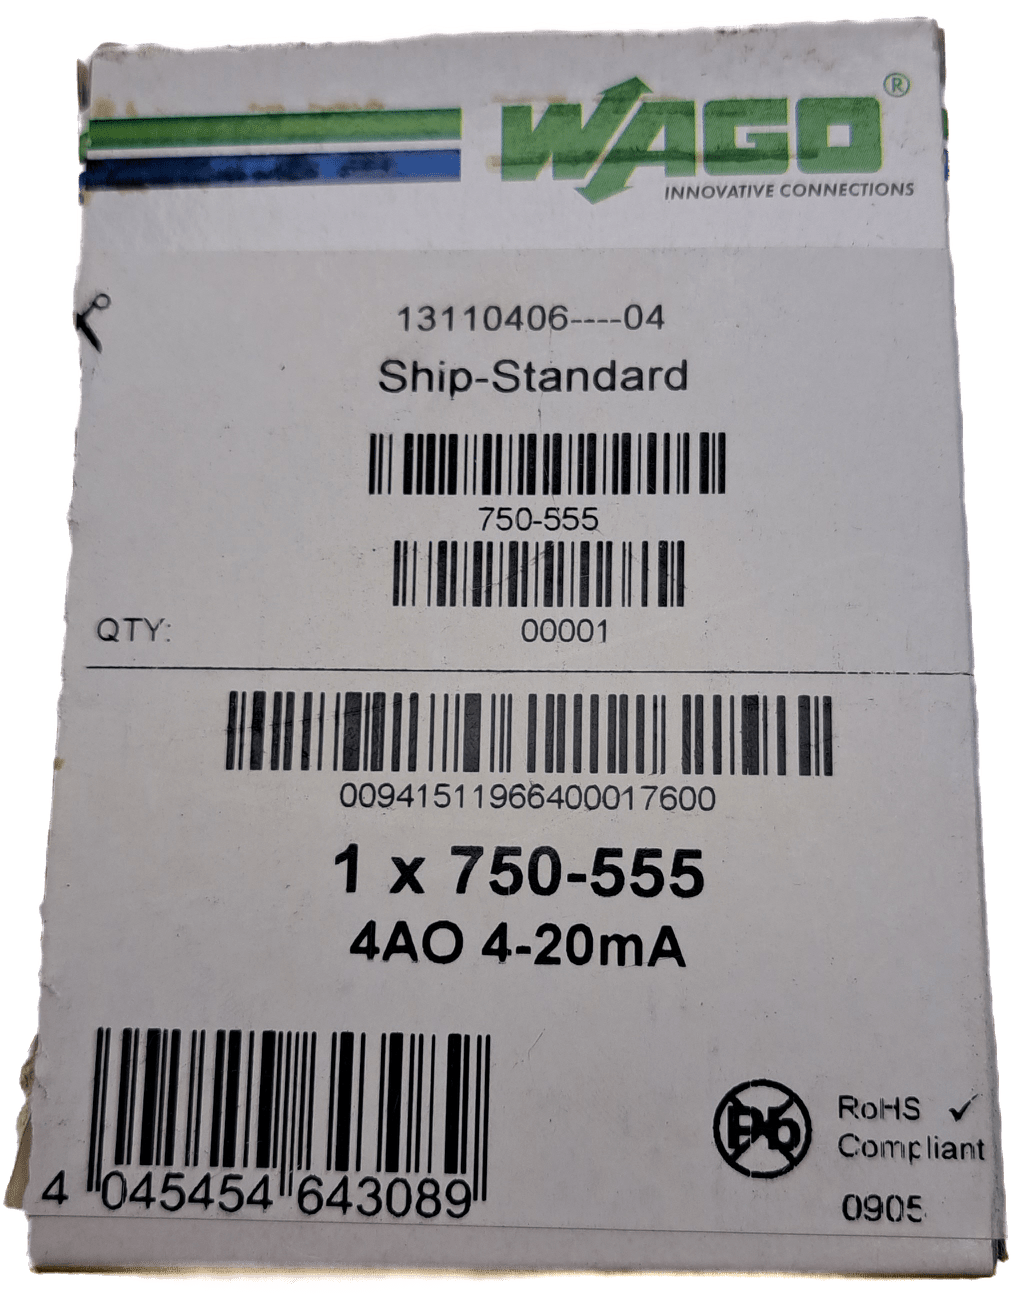 WAGO®
INNOVATIVE CONNECTIONS
13110406----04
Ship-Standard
750-555
QTY: 00001
00941511966400017600
1 x 750-555
4AO 4-20mA
4 045454 643089
Pb
RoHS ✓
Compliant
0905